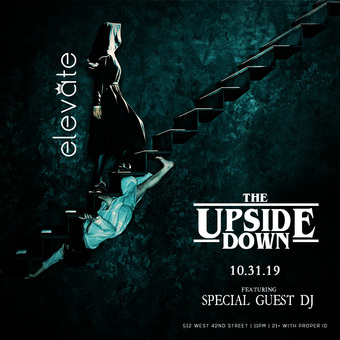 elevate
THE
UPSIDE
DOWN
10.31.19
FEATURING
SPECIAL GUEST DJ
512 WEST 42ND STREET | 11PM | 21+ WITH PROPER ID